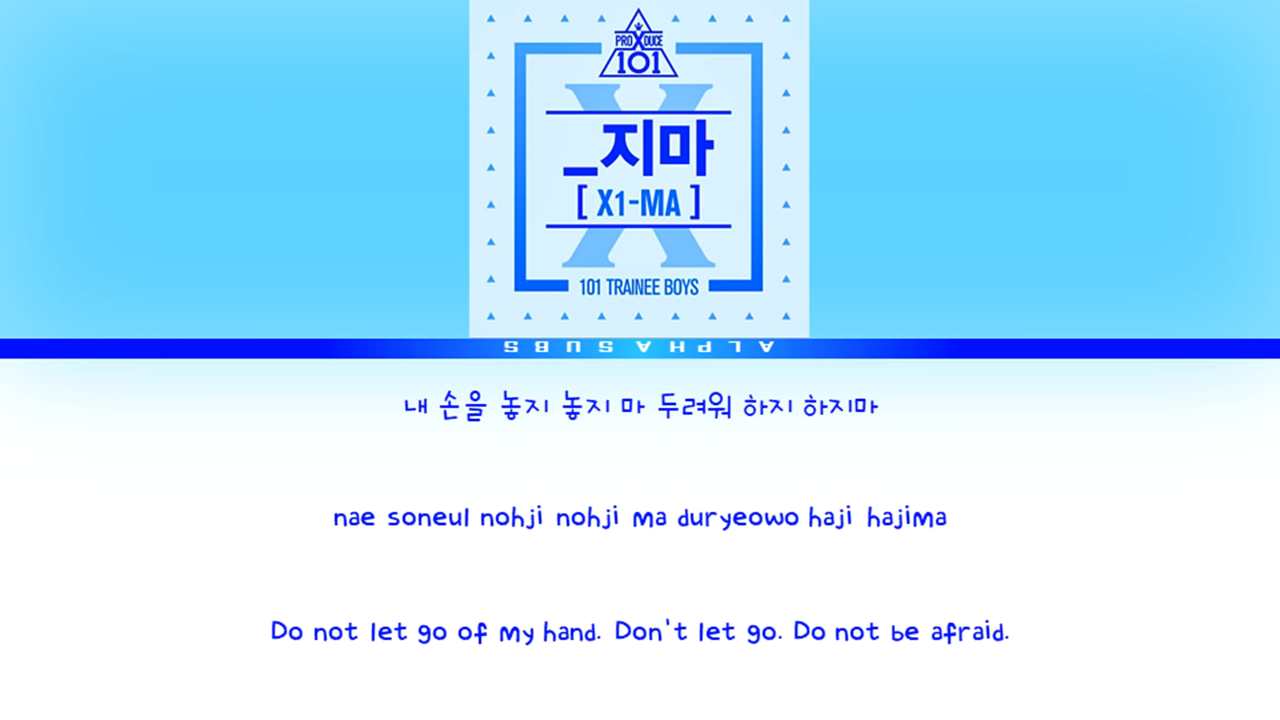 PRO X DUCE
101
_지마
[ X1-MA ]
101 TRAINEE BOYS
ALPHASUBS
내 손을 놓지 놓지 마 두려워 하지 하지마
nae soneul nohji nohji ma duryeowo haji hajima
Do not let go of my hand. Don't let go. Do not be afraid.